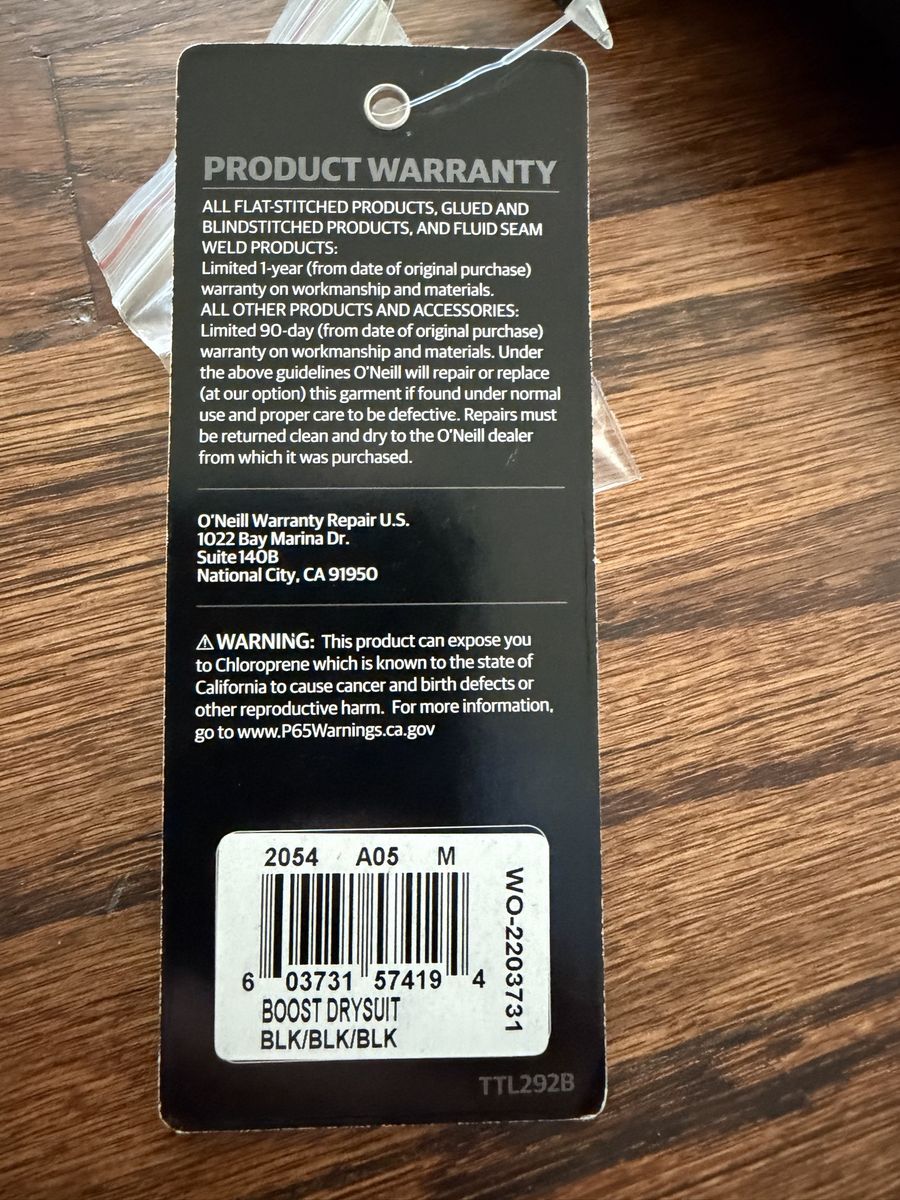 PRODUCT WARRANTY
ALL FLAT-STITCHED PRODUCTS, GLUED AND
BLINDSTITCHED PRODUCTS, AND FLUID SEAM
WELD PRODUCTS:
Limited 1-year (from date of original purchase)
warranty on workmanship and materials.
ALL OTHER PRODUCTS AND ACCESSORIES:
Limited 90-day (from date of original purchase)
warranty on workmanship and materials. Under
the above guidelines O'Neill will repair or replace
(at our option) this garment if found under normal
use and proper care to be defective. Repairs must
be returned clean and dry to the O'Neill dealer
from which it was purchased.
O'Neill Warranty Repair U.S.
1022 Bay Marina Dr.
Suite 140B
National City, CA 91950
⚠ WARNING: This product can expose you
to Chloroprene which is known to the state of
California to cause cancer and birth defects or
other reproductive harm. For more information,
go to www.P65Warnings.ca.gov
2054 A05 M
6 03731 57419 4
BOOST DRYSUIT
BLK/BLK/BLK
WO-2203731
TTL292B